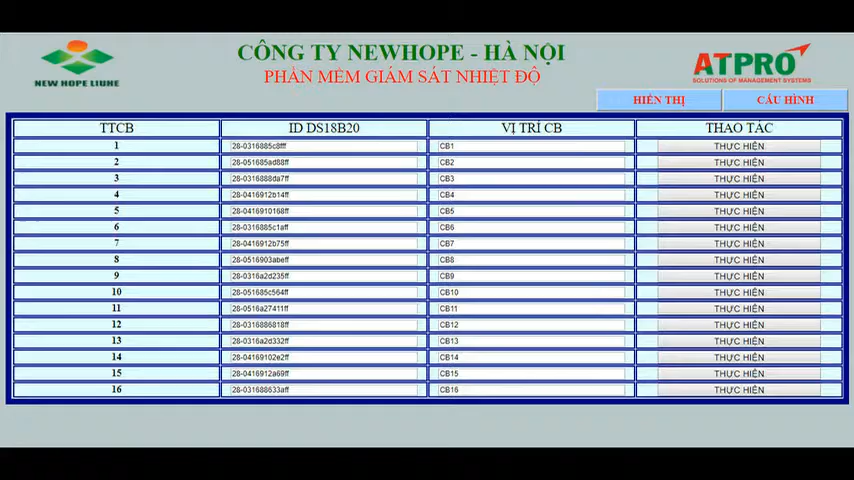 NEW HOPE LIUHE
CÔNG TY NEWHOPE - HÀ NỘI
PHẦN MỀM GIÁM SÁT NHIỆT ĐỘ
ATPRO
SOLUTIONS OF MANAGEMENT SYSTEMS
HIỂN THỊ CẤU HÌNH
TTCB ID DS18B20 VỊ TRÍ CB THAO TÁC
1 28-0316885c8fff CB1 THỰC HIỆN
2 28-051685ad88ff CB2 THỰC HIỆN
3 28-0316888da7ff CB3 THỰC HIỆN
4 28-0416912b14ff CB4 THỰC HIỆN
5 28-0416910168ff CB5 THỰC HIỆN
6 28-0316885c1aff CB6 THỰC HIỆN
7 28-0416912b75ff CB7 THỰC HIỆN
8 28-0516903abeff CB8 THỰC HIỆN
9 28-0316a2d235ff CB9 THỰC HIỆN
10 28-051685c564ff CB10 THỰC HIỆN
11 28-0516a27411ff CB11 THỰC HIỆN
12 28-0316886818ff CB12 THỰC HIỆN
13 28-0316a2d332ff CB13 THỰC HIỆN
14 28-04169102e2ff CB14 THỰC HIỆN
15 28-0416912a69ff CB15 THỰC HIỆN
16 28-031688633aff CB16 THỰC HIỆN